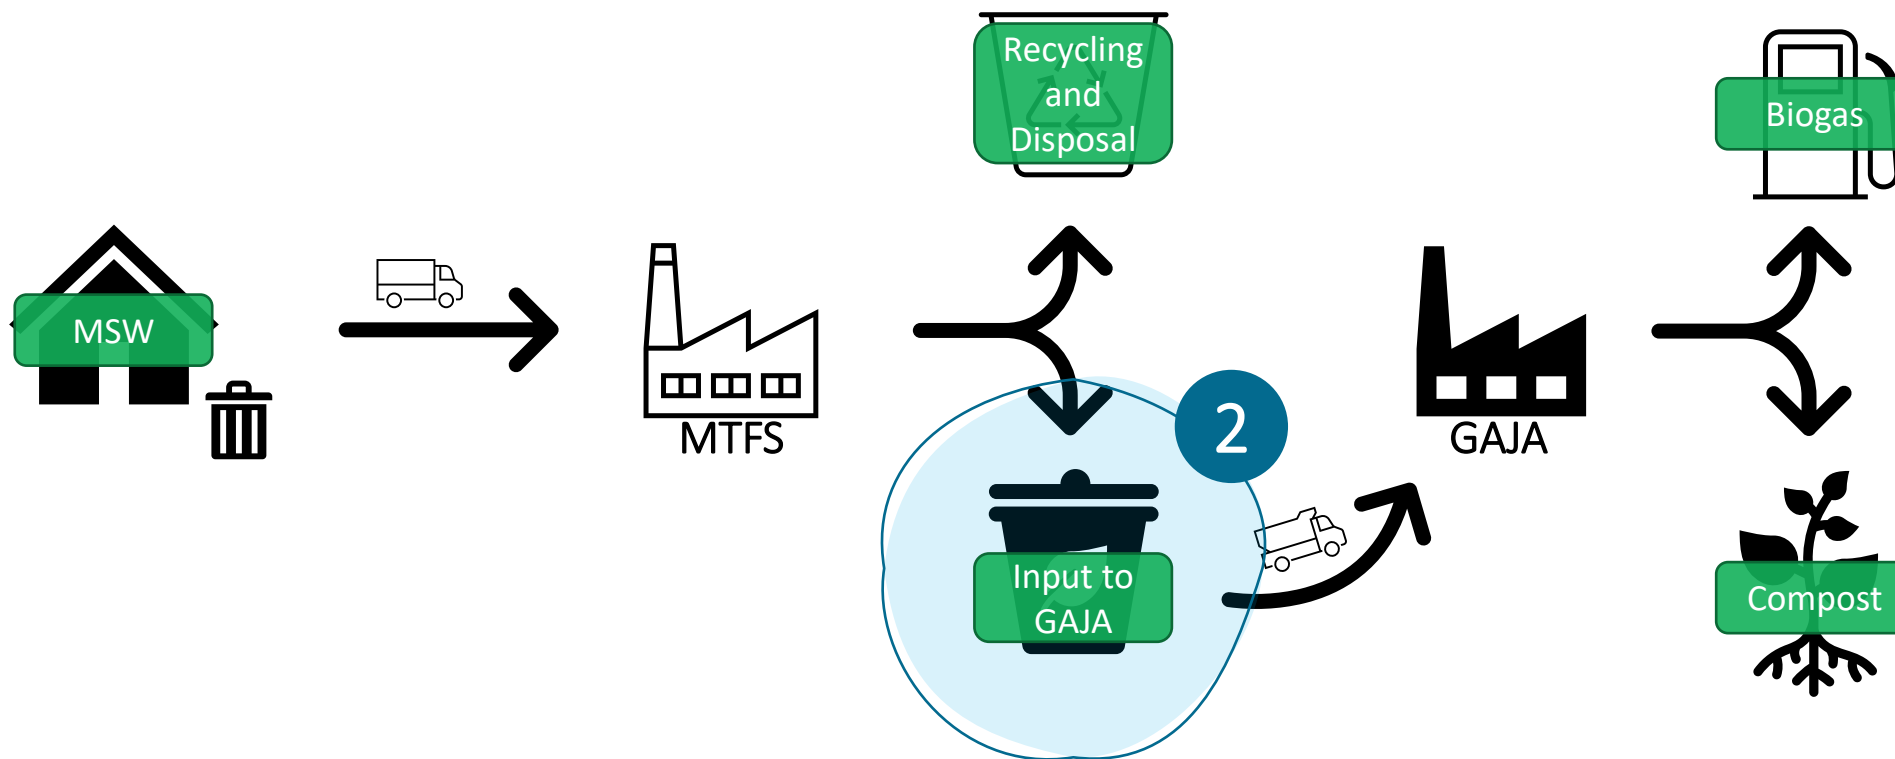 MSW
MTFS
Recycling
and
Disposal
2
Input to
GAJA
GAJA
Biogas
Compost